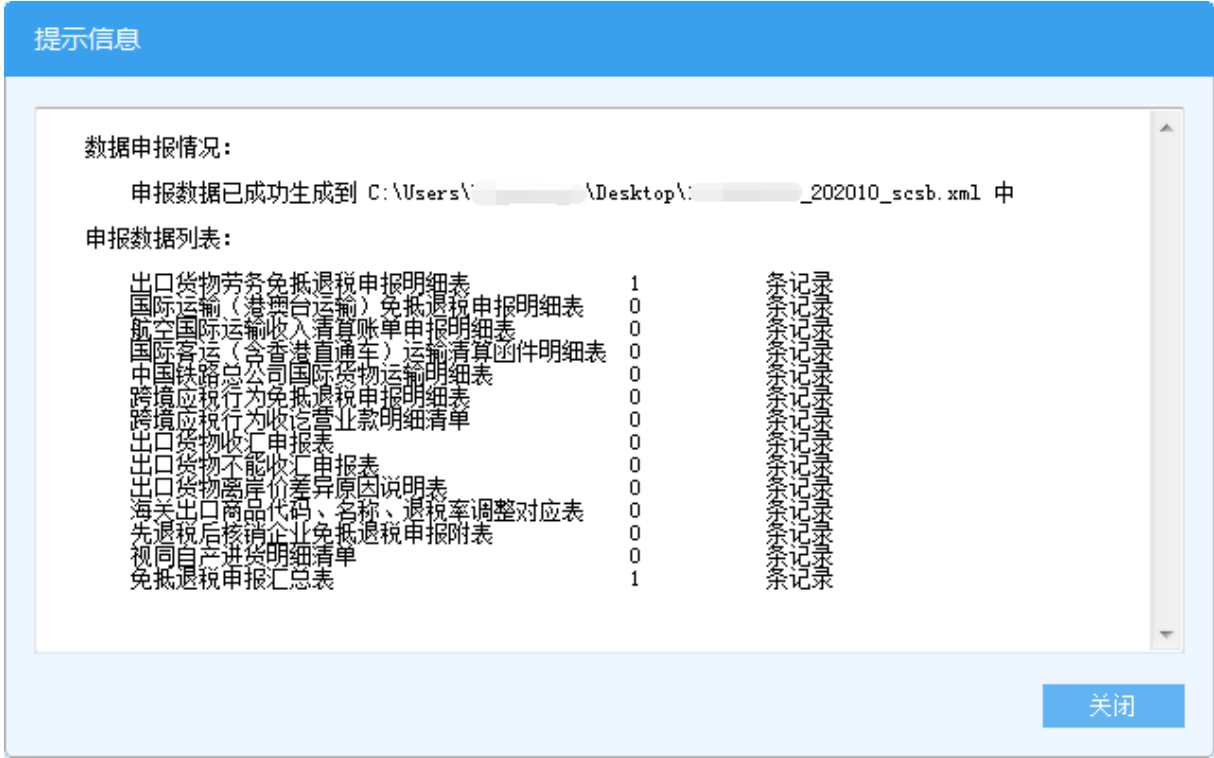 提示信息
数据申报情况：
申报数据已成功生成到 C:\Users\ \Desktop\ _202010_scsb.xml 中
申报数据列表：
出口货物劳务免抵退税申报明细表 1 条记录
国际运输（港澳台运输）免抵退税申报明细表 0 条记录
航空国际运输收入清算账单申报明细表 0 条记录
国际客运（含香港直通车）运输清算函件明细表 0 条记录
中国铁路总公司国际货物运输明细表 0 条记录
跨境应税行为免抵退税申报明细表 0 条记录
跨境应税行为收讫营业款明细清单 0 条记录
出口货物收汇申报表 0 条记录
出口货物不能收汇申报表 0 条记录
出口货物离岸价差异原因说明表 0 条记录
海关出口商品代码、名称、退税率调整对应表 0 条记录
先退税后核销企业免抵退税申报附表 0 条记录
视同自产进货明细清单 0 条记录
免抵退税申报汇总表 1 条记录
关闭